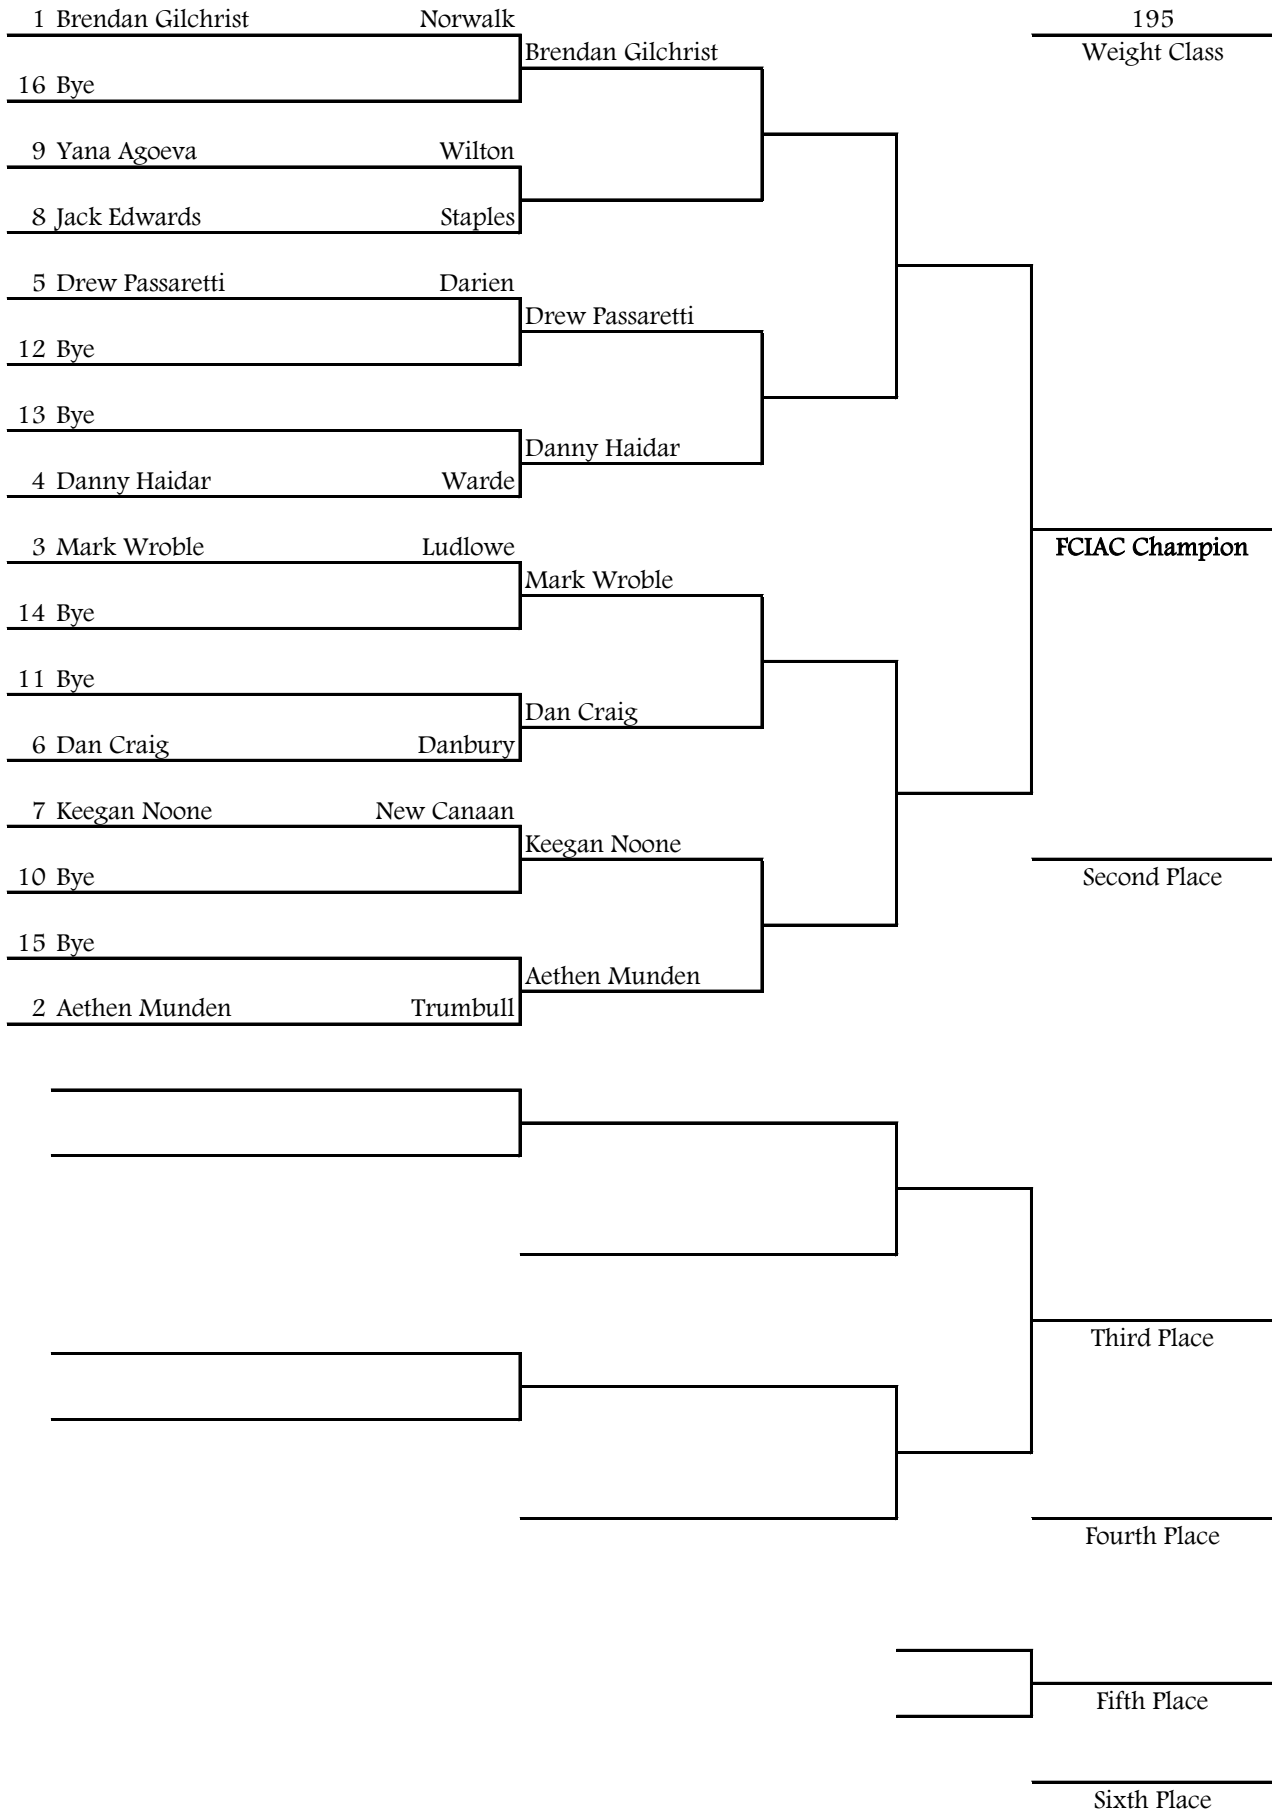 1 Brendan Gilchrist Norwalk
195
Brendan Gilchrist
Weight Class
16 Bye
9 Yana Agoeva Wilton
8 Jack Edwards Staples
5 Drew Passaretti Darien
Drew Passaretti
12 Bye
13 Bye
Danny Haidar
4 Danny Haidar Warde
3 Mark Wroble Ludlowe
FCIAC Champion
Mark Wroble
14 Bye
11 Bye
Dan Craig
6 Dan Craig Danbury
7 Keegan Noone New Canaan
Keegan Noone
10 Bye
Second Place
15 Bye
Aethen Munden
2 Aethen Munden Trumbull
Third Place
Fourth Place
Fifth Place
Sixth Place